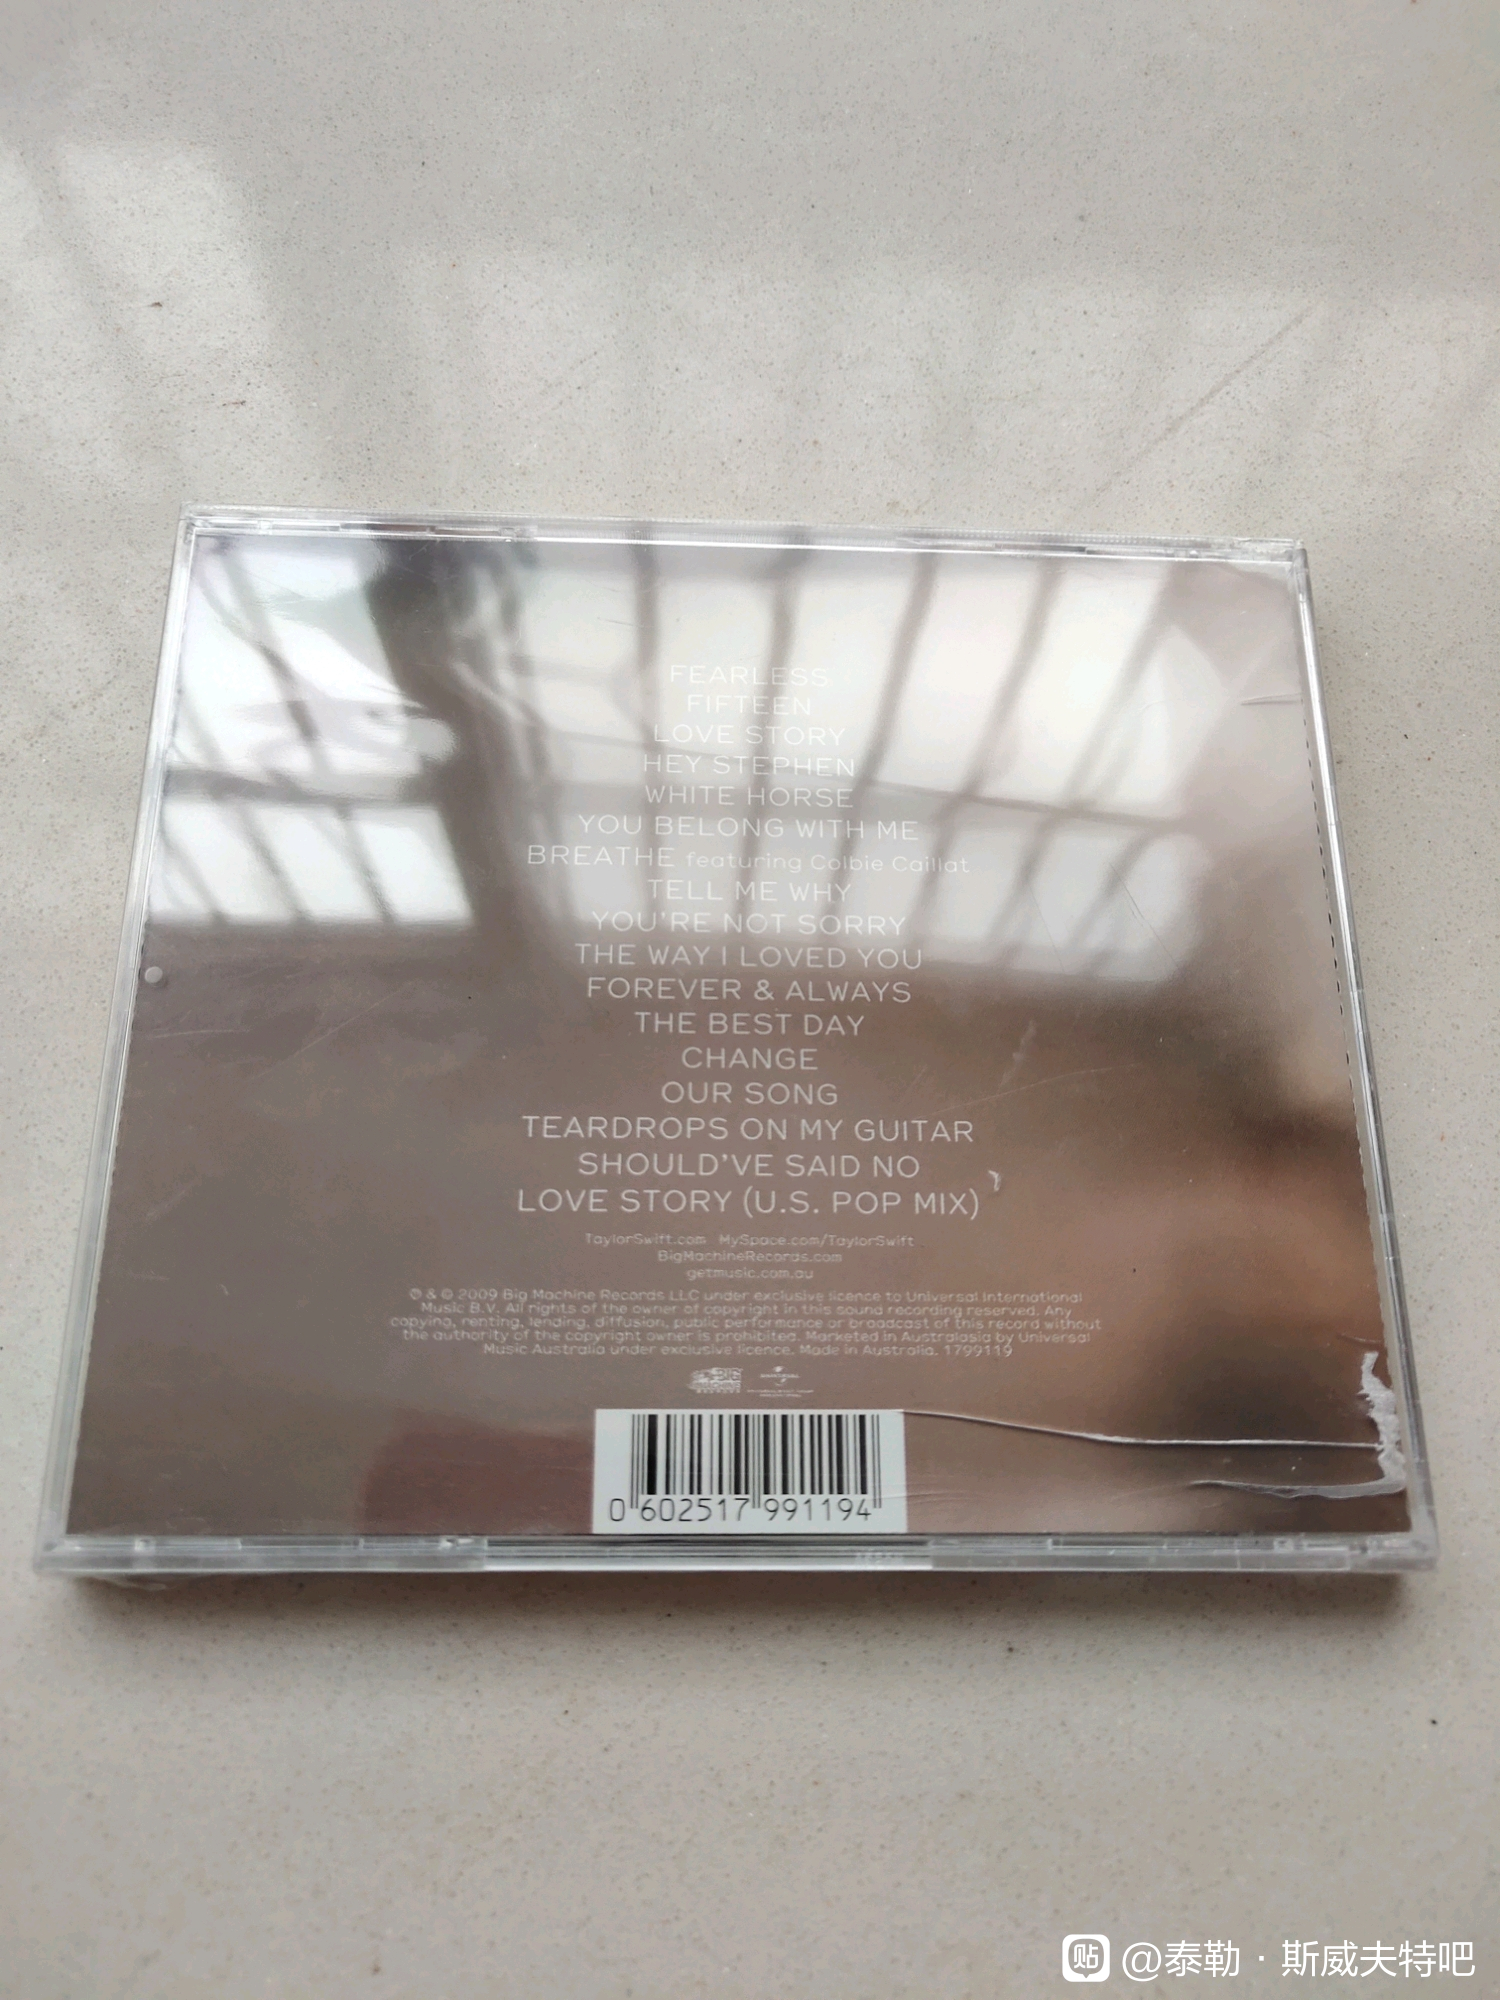 FEARLESS
FIFTEEN
LOVE STORY
HEY STEPHEN
WHITE HORSE
YOU BELONG WITH ME
BREATHE featuring Colbie Caillat
TELL ME WHY
YOU'RE NOT SORRY
THE WAY I LOVED YOU
FOREVER & ALWAYS
THE BEST DAY
CHANGE
OUR SONG
TEARDROPS ON MY GUITAR
SHOULD'VE SAID NO
LOVE STORY (U.S. POP MIX)
TaylorSwift.com MySpace.com/TaylorSwift
BigMachineRecords.com
getmusic.com.au
℗ & © 2009 Big Machine Records LLC under exclusive licence to Universal International
Music B.V. All rights of the owner of copyright in this sound recording reserved. Any
copying, renting, lending, diffusion, public performance or broadcast of this record without
the authority of the copyright owner is prohibited. Marketed in Australasia by Universal
Music Australia under exclusive licence. Made in Australia. 1799119
BIG
UNIVERSAL
0 602517 991194
贴 @泰勒·斯威夫特吧